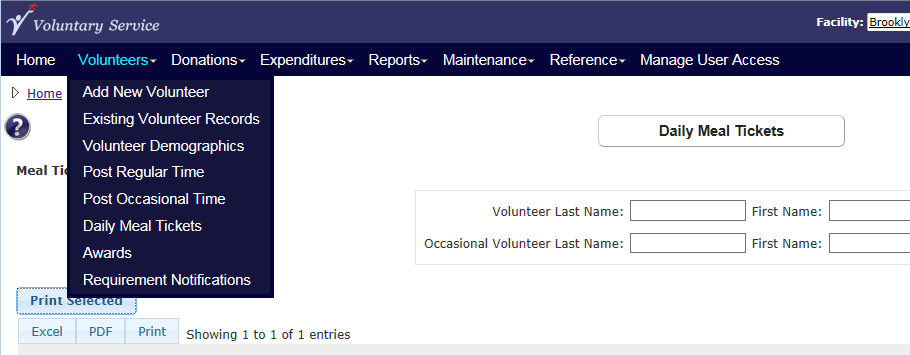 Voluntary Service
Facility: Brookly
Home Volunteers Donations Expenditures Reports Maintenance Reference Manage User Access
Home
Add New Volunteer
Existing Volunteer Records
Volunteer Demographics
Post Regular Time
Post Occasional Time
Daily Meal Tickets
Awards
Requirement Notifications
?
Daily Meal Tickets
Meal Tic
Volunteer Last Name: First Name:
Occasional Volunteer Last Name: First Name:
Print Selected
Excel PDF Print Showing 1 to 1 of 1 entries